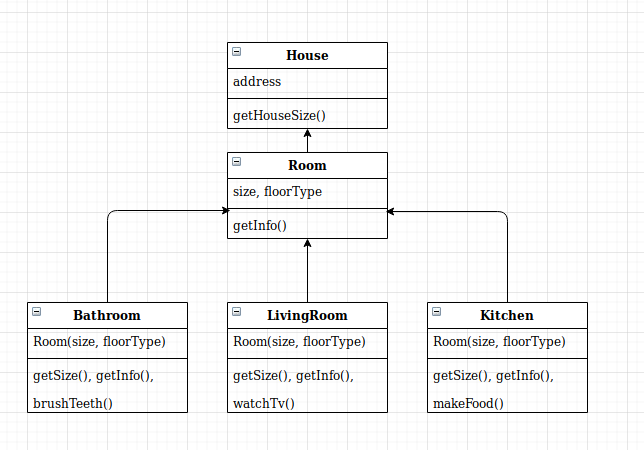 House
address
getHouseSize()
Room
size, floorType
getInfo()
Bathroom
Room(size, floorType)
getSize(), getInfo(),
brushTeeth()
LivingRoom
Room(size, floorType)
getSize(), getInfo(),
watchTv()
Kitchen
Room(size, floorType)
getSize(), getInfo(),
makeFood()